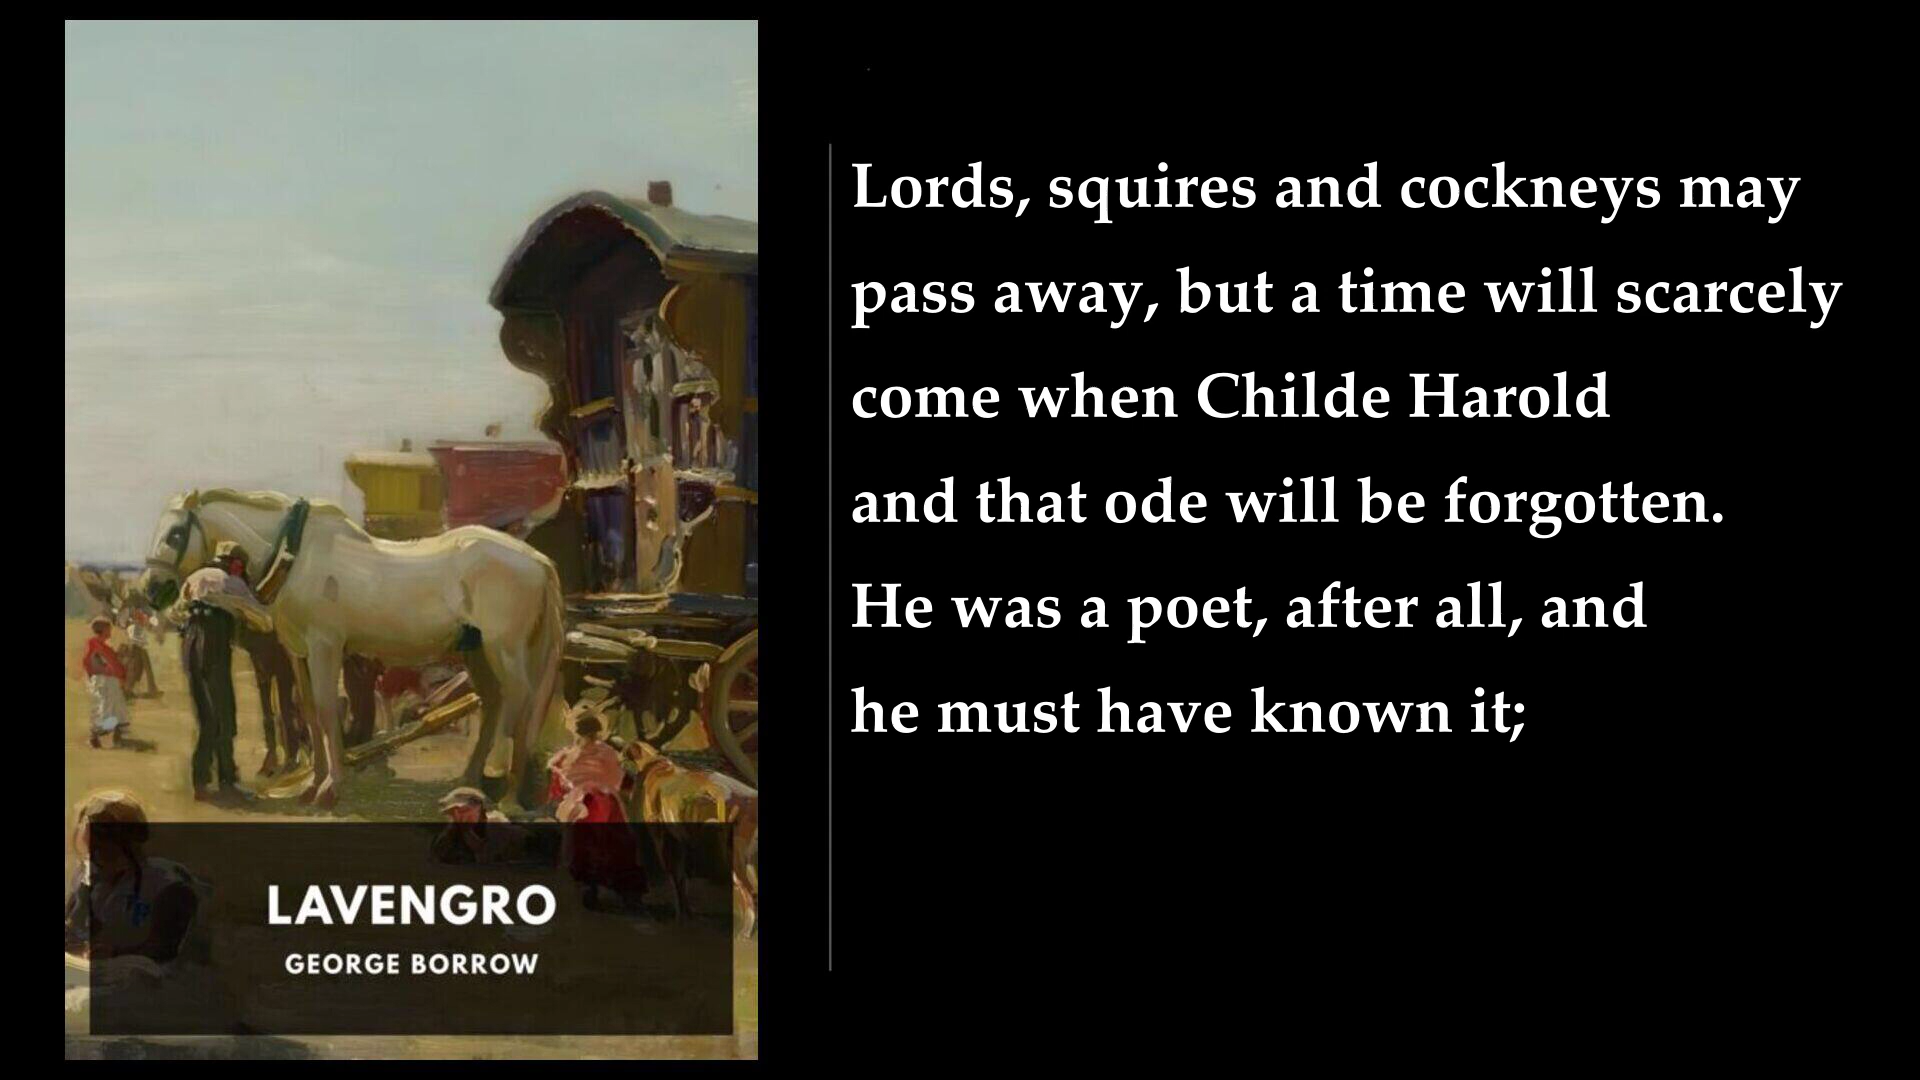 Lords, squires and cockneys may
pass away, but a time will scarcely
come when Childe Harold
and that ode will be forgotten.
He was a poet, after all, and
he must have known it;
LAVENGRO
GEORGE BORROW